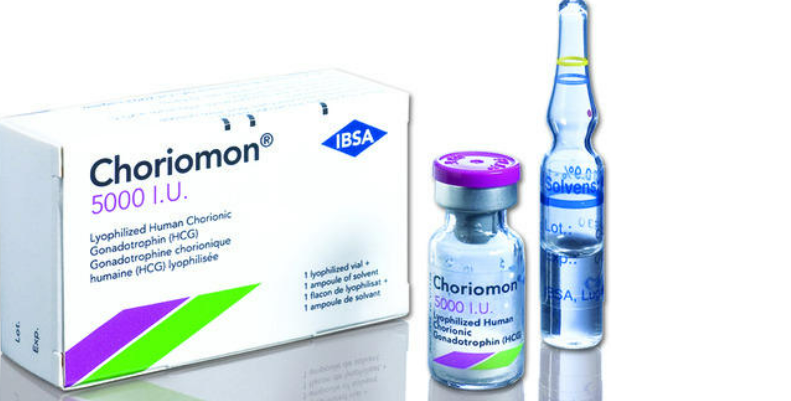 Choriomon®
5000 I.U.
Lyophilized Human Chorionic
Gonadotrophin (HCG)
Gonadotrophine chorionique
humaine (HCG) lyophilisée
IBSA
1 lyophilized vial +
1 ampoule of solvent
1 flacon de lyophilisat +
1 ampoule de solvant
Lot.
Exp.
Choriomon®
5000 I.U.
Lyophilized Human
Chorionic
Gonadotrophin (HCG)
Solvens
Lot.:
Exp.:
IBSA,